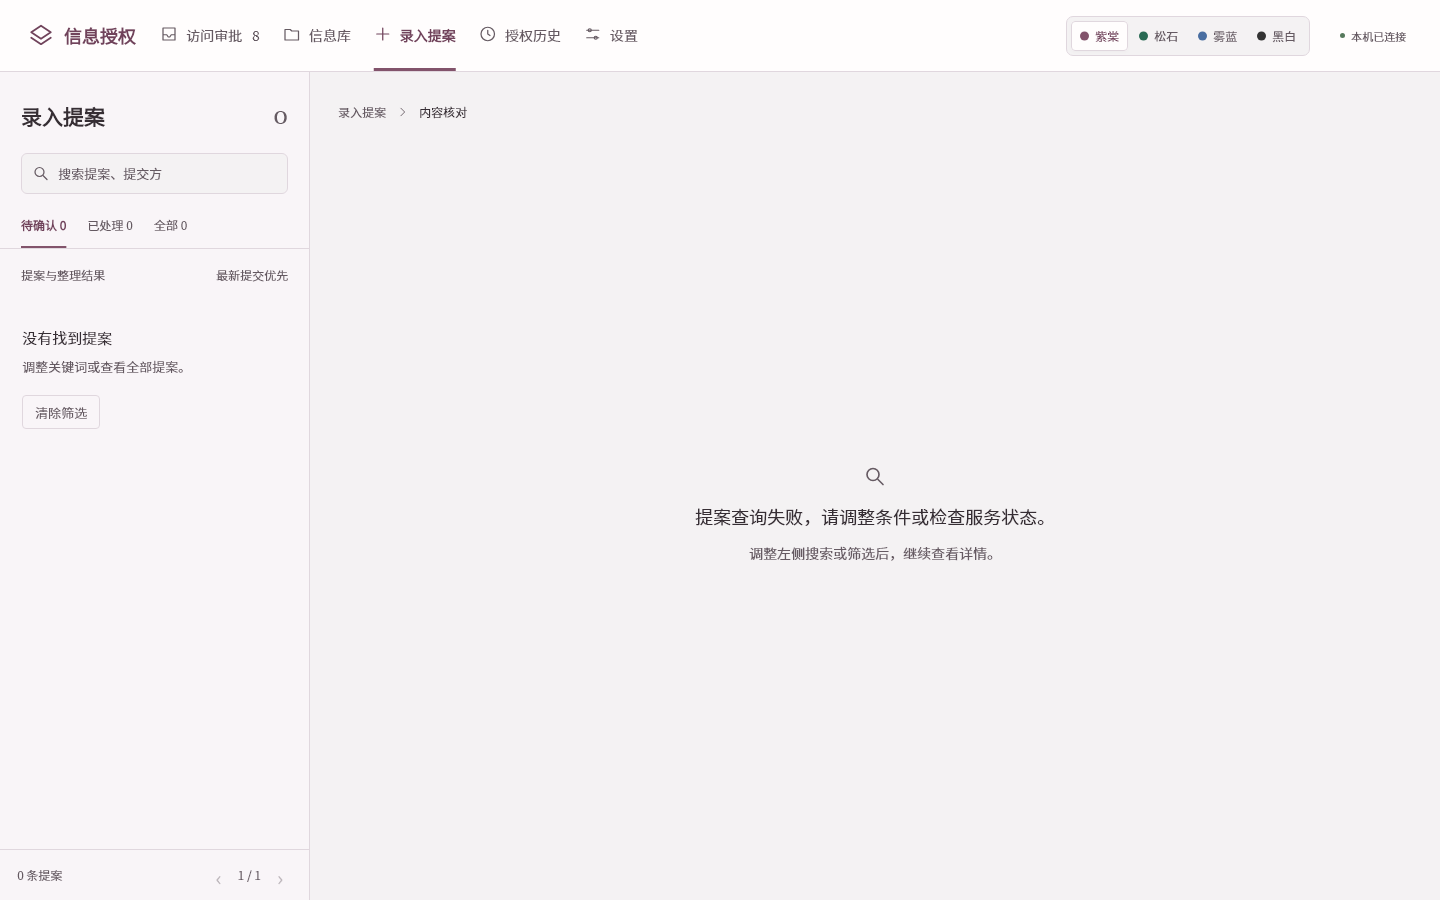 信息授权
访问审批 8
信息库
录入提案
授权历史
设置
紫棠
松石
雾蓝
黑白
本机已连接
录入提案 0
搜索提案、提交方
待确认 0
已处理 0
全部 0
提案与整理结果
最新提交优先
没有找到提案
调整关键词或查看全部提案。
清除筛选
0 条提案
‹ 1 / 1 ›
录入提案 > 内容核对
提案查询失败，请调整条件或检查服务状态。
调整左侧搜索或筛选后，继续查看详情。